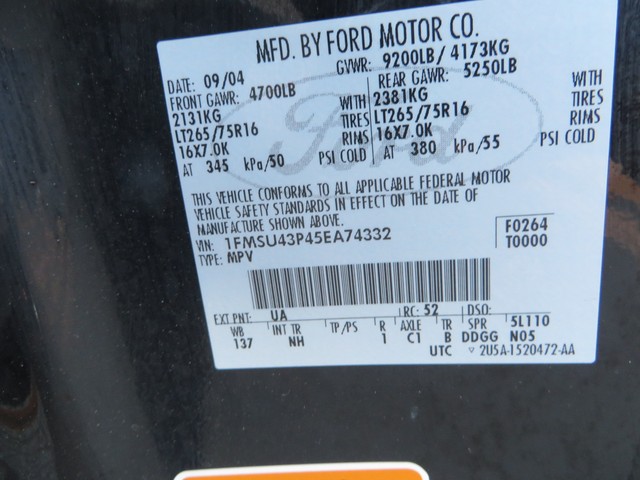 MFD. BY FORD MOTOR CO.
DATE: 09/04 GVWR: 9200LB/ 4173KG
FRONT GAWR: 4700LB REAR GAWR: 5250LB
2131KG WITH 2381KG WITH
LT265/75R16 TIRES LT265/75R16 TIRES
16X7.0K RIMS 16X7.0K RIMS
AT 345 kPa/50 PSI COLD AT 380 kPa/55 PSI COLD
Ford
THIS VEHICLE CONFORMS TO ALL APPLICABLE FEDERAL MOTOR
VEHICLE SAFETY STANDARDS IN EFFECT ON THE DATE OF
MANUFACTURE SHOWN ABOVE.
VIN: 1FMSU43P45EA74332 F0264
TYPE: MPV T0000
EXT PNT: UA RC: 52 DSO:
WB INT TR TP/PS R AXLE TR SPR 5L110
137 NH 1 C1 B DDGG N05
UTC ▽ 2U5A-1520472-AA